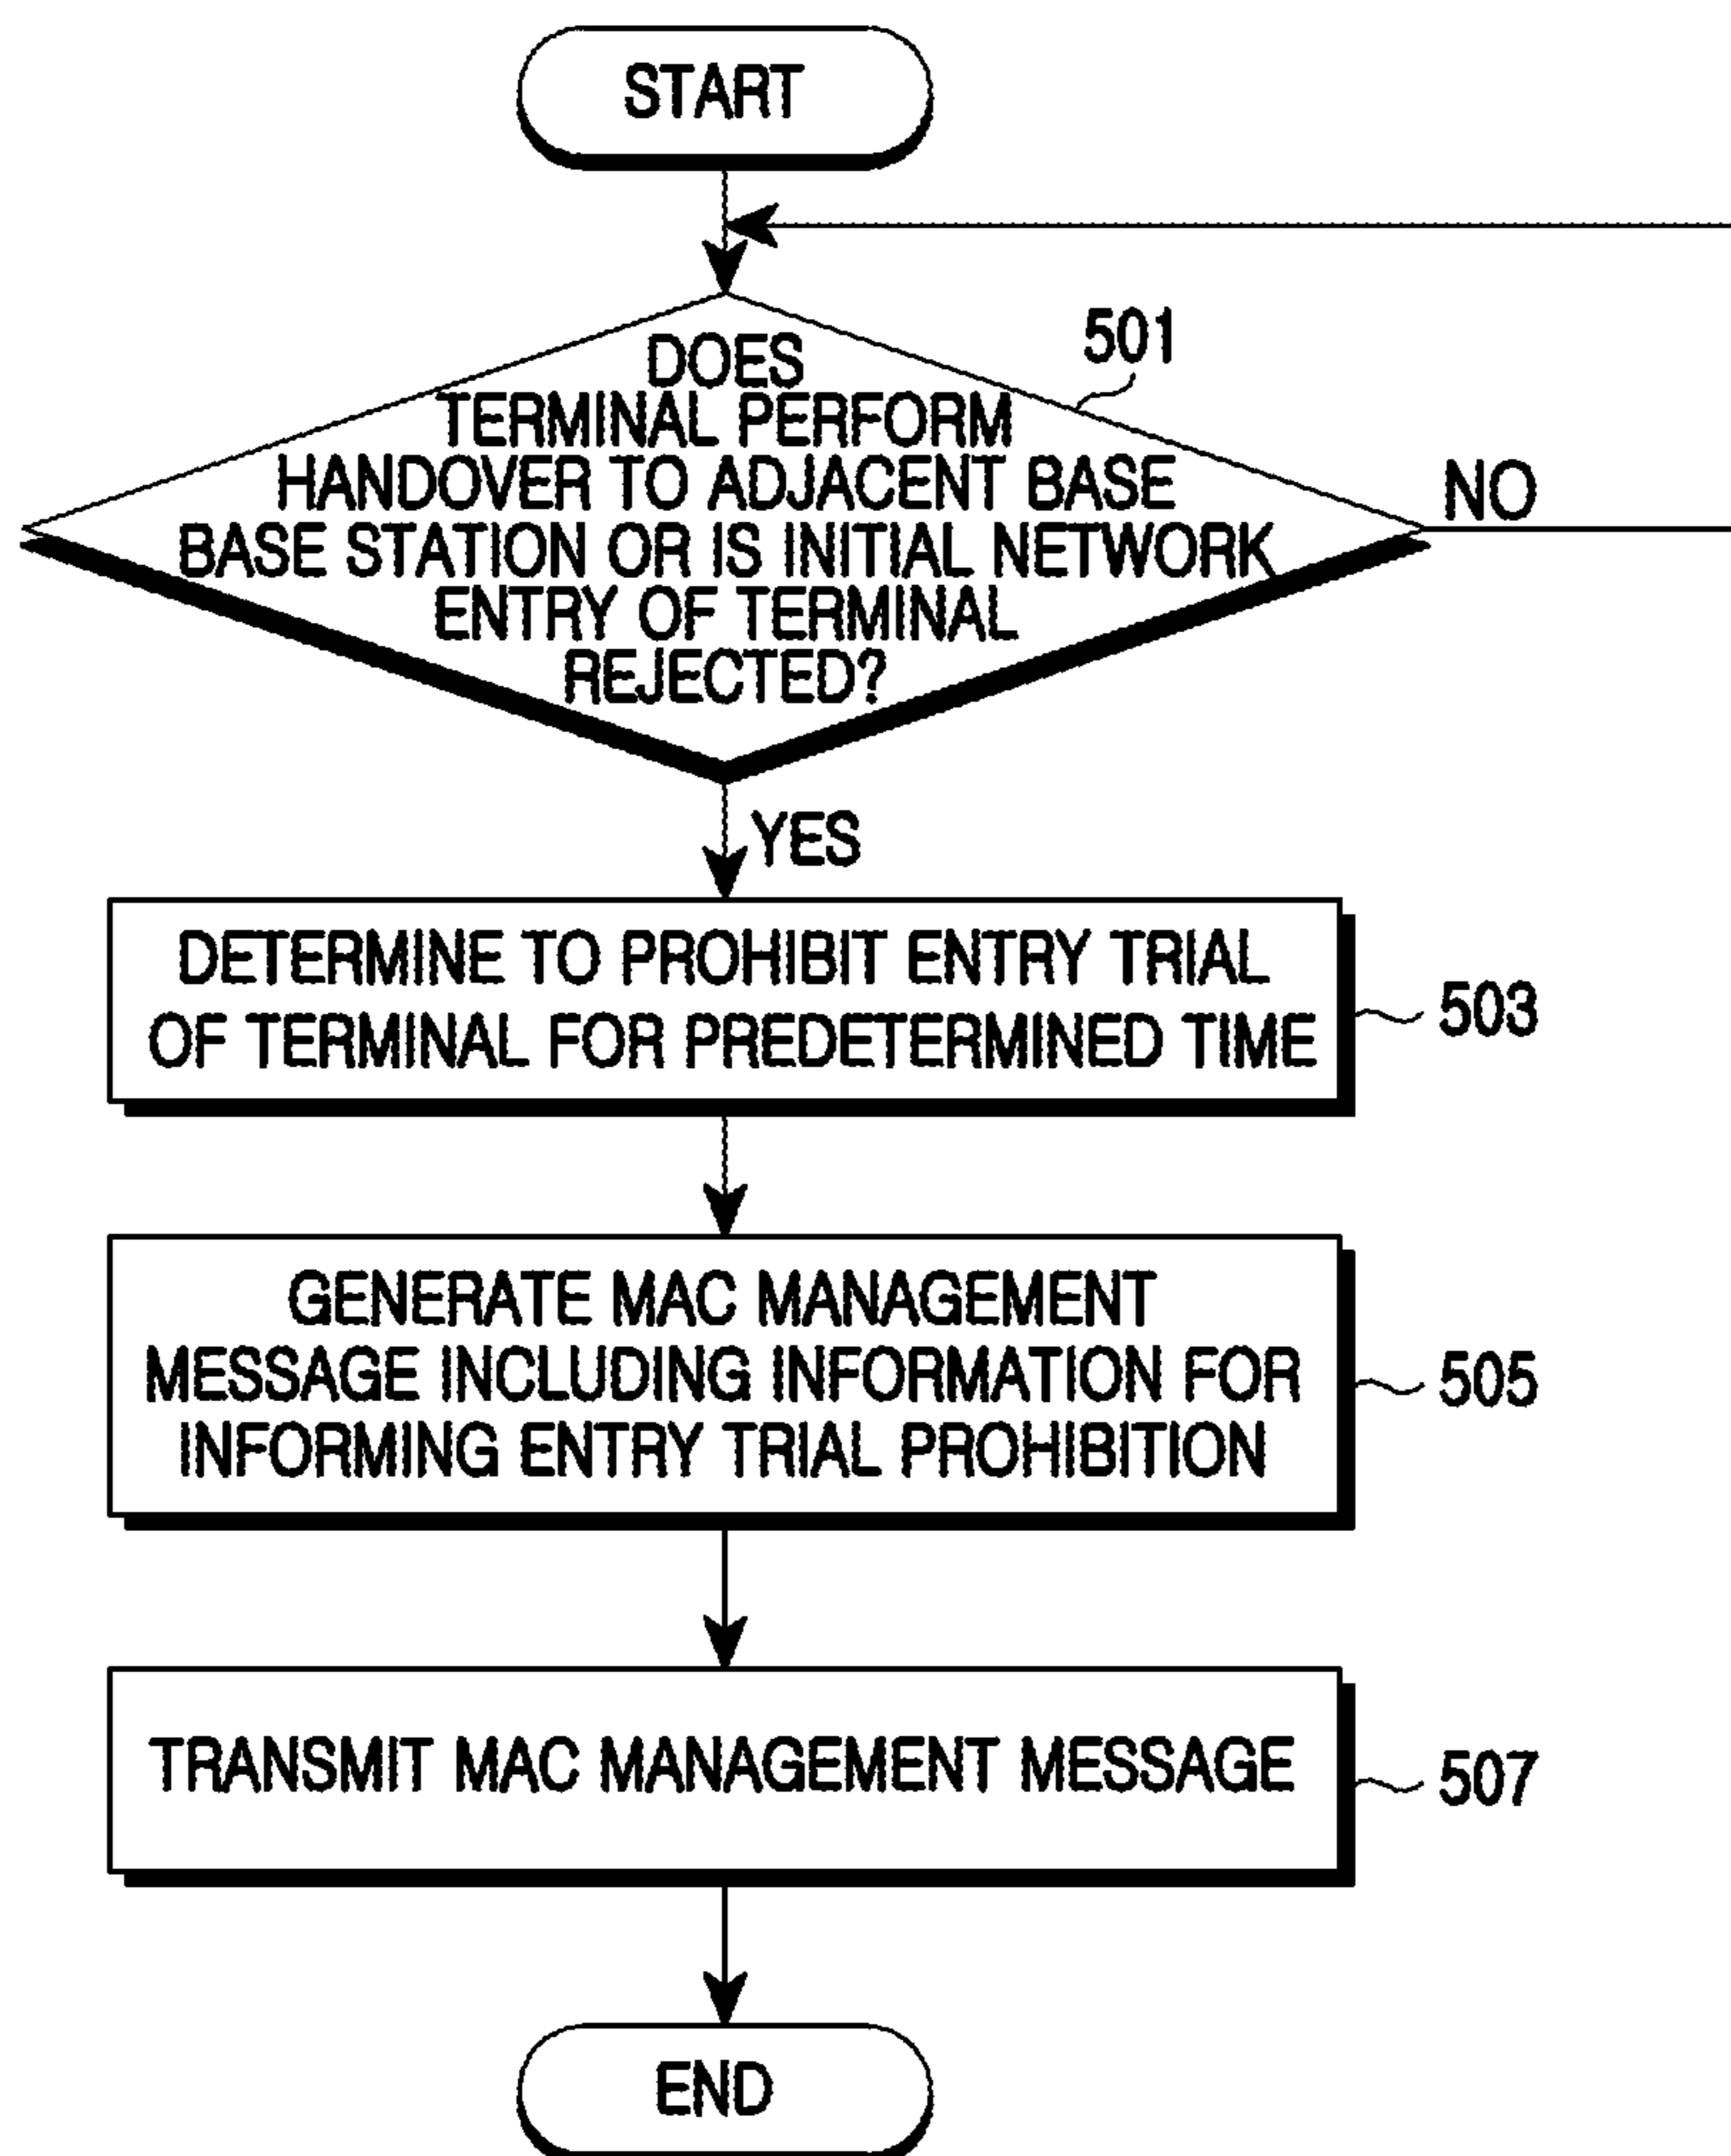 START
501
DOES
TERMINAL PERFORM
HANDOVER TO ADJACENT BASE
BASE STATION OR IS INITIAL NETWORK
ENTRY OF TERMINAL
REJECTED?
NO
YES
DETERMINE TO PROHIBIT ENTRY TRIAL
OF TERMINAL FOR PREDETERMINED TIME
503
GENERATE MAC MANAGEMENT
MESSAGE INCLUDING INFORMATION FOR
INFORMING ENTRY TRIAL PROHIBITION
505
TRANSMIT MAC MANAGEMENT MESSAGE
507
END